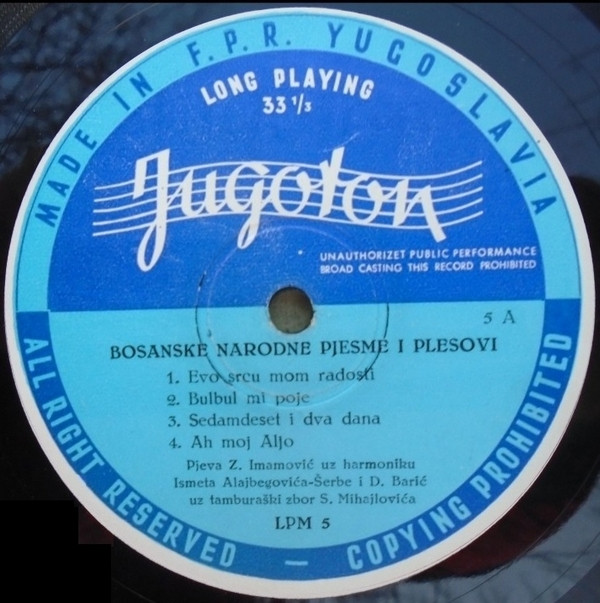 MADE IN F.P.R. YUGOSLAVIA
LONG PLAYING
33 1/3
Jugoton
UNAUTHORIZET PUBLIC PERFORMANCE
BROAD CASTING THIS RECORD PROHIBITED
5 A
BOSANSKE NARODNE PJESME I PLESOVI
1. Evo srcu mom radosti
2. Bulbul mi poje
3. Sedamdeset i dva dana
4. Ah moj Aljo
Pjeva Z. Imamović uz harmoniku
Ismeta Alajbegovića-Šerbe i D. Barić
uz tamburaški zbor S. Mihajlovića
LPM 5
ALL RIGHT RESERVED — COPYING PROHIBITED